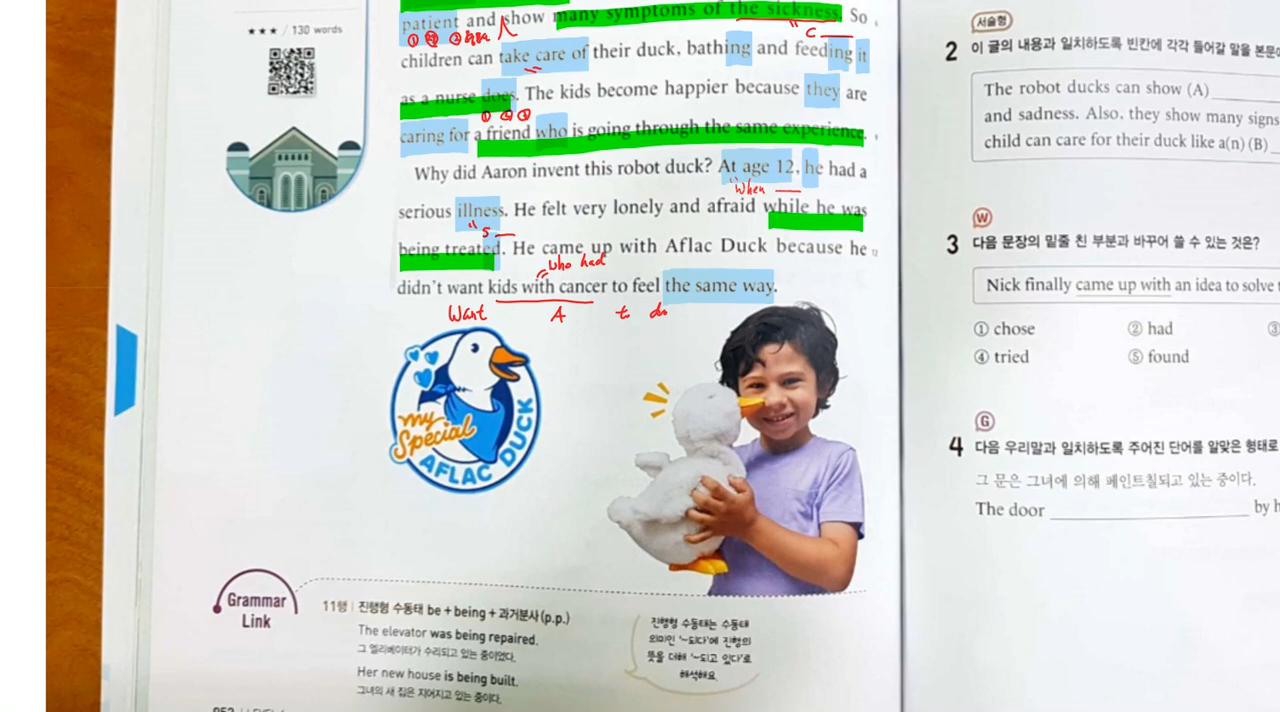 ★★★ / 130 words
patient and show many symptoms of the sickness. So
children can take care of their duck, bathing and feeding it
as a nurse does. The kids become happier because they are
caring for a friend who is going through the same experience.
Why did Aaron invent this robot duck? At age 12, he had a
when
serious illness. He felt very lonely and afraid while he was
being treated. He came up with Aflac Duck because he
who had
didn't want kids with cancer to feel the same way.
Want A to do
my
Special
AFLAC DUCK
Grammar
Link
11행 | 진행형 수동태 be + being + 과거분사(p.p.)
The elevator was being repaired.
그 엘리베이터가 수리되고 있는 중이었다.
Her new house is being built.
그녀의 새 집은 지어지고 있는 중이다.
진행형 수동태는 수동태
의미인 '~되다'에 진행의
뜻을 더해 '~되고 있다'로
해석해요.
서술형
2 이 글의 내용과 일치하도록 빈칸에 각각 들어갈 말을 본문에
The robot ducks can show (A)
and sadness. Also, they show many signs
child can care for their duck like a(n) (B)
W
3 다음 문장의 밑줄 친 부분과 바꾸어 쓸 수 있는 것은?
Nick finally came up with an idea to solve
① chose ② had ③
④ tried ⑤ found
G
4 다음 우리말과 일치하도록 주어진 단어를 알맞은 형태로
그 문은 그녀에 의해 페인트칠되고 있는 중이다.
The door by